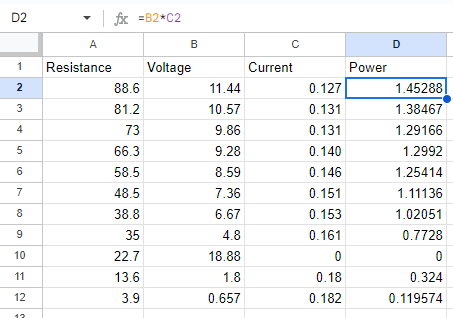 D2 fx =B2*C2
A B C D
1 Resistance Voltage Current Power
2 88.6 11.44 0.127 1.45288
3 81.2 10.57 0.131 1.38467
4 73 9.86 0.131 1.29166
5 66.3 9.28 0.140 1.2992
6 58.5 8.59 0.146 1.25414
7 48.5 7.36 0.151 1.11136
8 38.8 6.67 0.153 1.02051
9 35 4.8 0.161 0.7728
10 22.7 18.88 0 0
11 13.6 1.8 0.18 0.324
12 3.9 0.657 0.182 0.119574